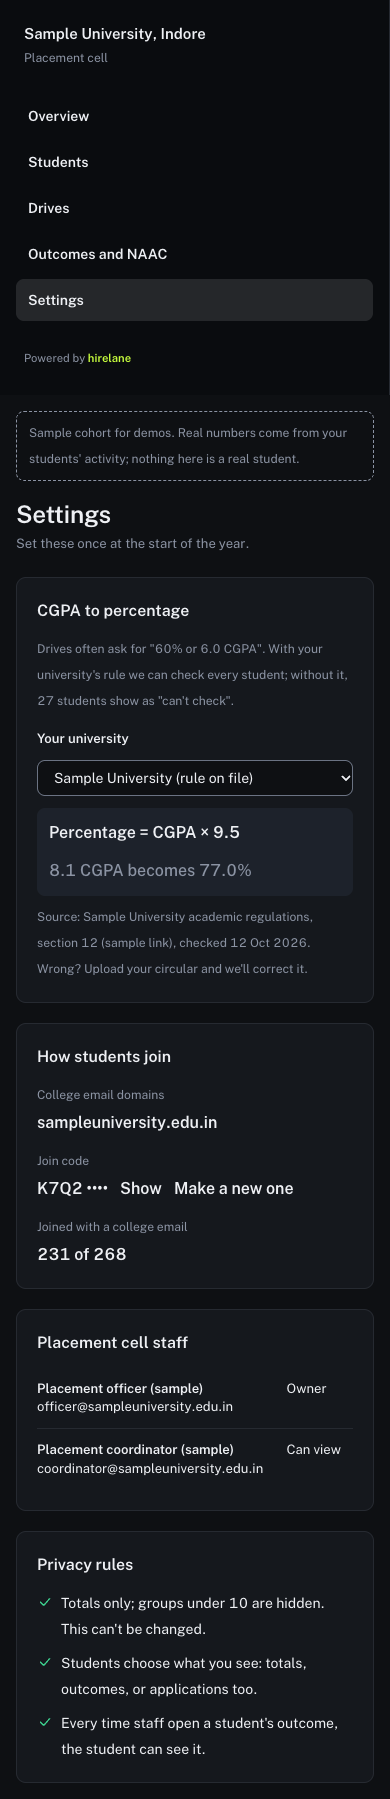 Sample University, Indore
Placement cell
Overview
Students
Drives
Outcomes and NAAC
Settings
Powered by hirelane
Sample cohort for demos. Real numbers come from your
students' activity; nothing here is a real student.
Settings
Set these once at the start of the year.
CGPA to percentage
Drives often ask for "60% or 6.0 CGPA". With your
university's rule we can check every student; without it,
27 students show as "can't check".
Your university
Sample University (rule on file)
Percentage = CGPA × 9.5
8.1 CGPA becomes 77.0%
Source: Sample University academic regulations,
section 12 (sample link), checked 12 Oct 2026.
Wrong? Upload your circular and we'll correct it.
How students join
College email domains
sampleuniversity.edu.in
Join code
K7Q2 •••• Show Make a new one
Joined with a college email
231 of 268
Placement cell staff
Placement officer (sample) Owner
officer@sampleuniversity.edu.in
Placement coordinator (sample) Can view
coordinator@sampleuniversity.edu.in
Privacy rules
Totals only; groups under 10 are hidden.
This can't be changed.
Students choose what you see: totals,
outcomes, or applications too.
Every time staff open a student's outcome,
the student can see it.